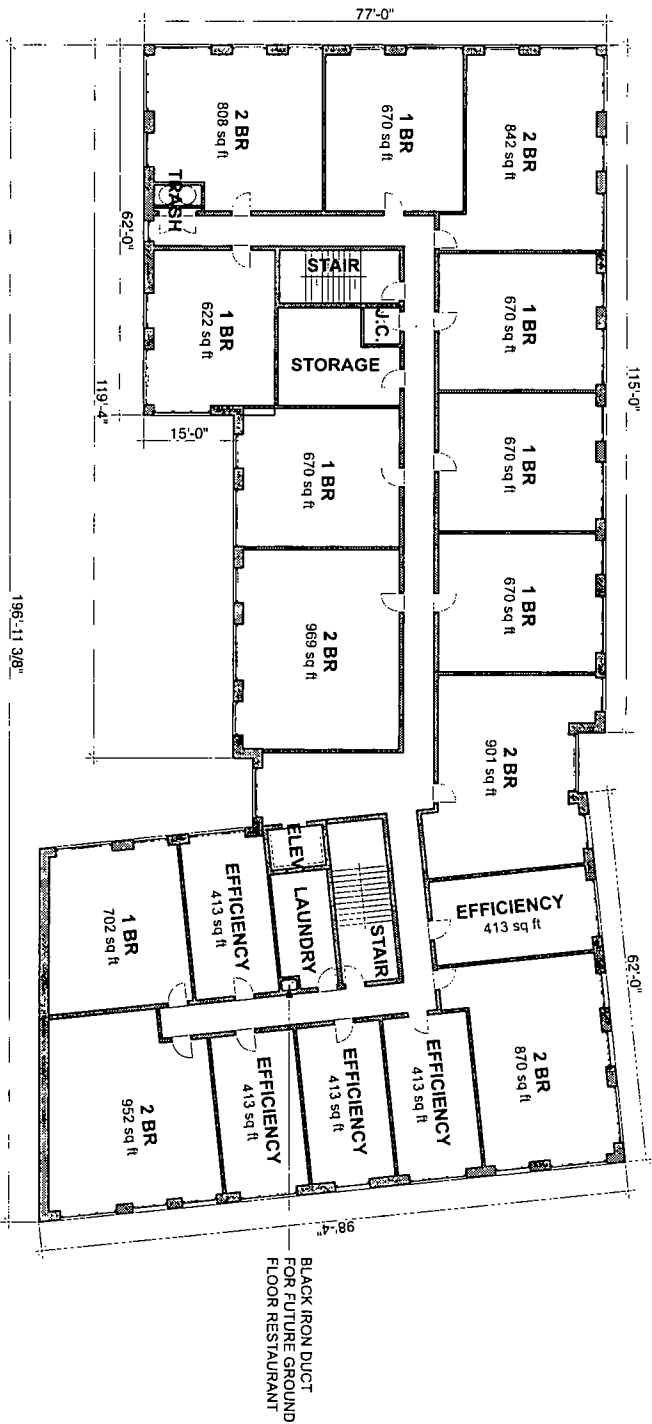 77'-0"
2 BR
808 sq ft
1 BR
670 sq ft
2 BR
842 sq ft
TRASH
62'-0"
STAIR
1 BR
622 sq ft
J.C.
STORAGE
1 BR
670 sq ft
115'-0"
119'-4"
15'-0"
1 BR
670 sq ft
1 BR
670 sq ft
196'-11 3/8"
2 BR
969 sq ft
1 BR
670 sq ft
2 BR
901 sq ft
ELEV
EFFICIENCY
413 sq ft
1 BR
702 sq ft
EFFICIENCY
413 sq ft
LAUNDRY
STAIR
62'-0"
2 BR
870 sq ft
2 BR
952 sq ft
EFFICIENCY
413 sq ft
EFFICIENCY
413 sq ft
EFFICIENCY
413 sq ft
98'-4"
BLACK IRON DUCT
FOR FUTURE GROUND
FLOOR RESTAURANT